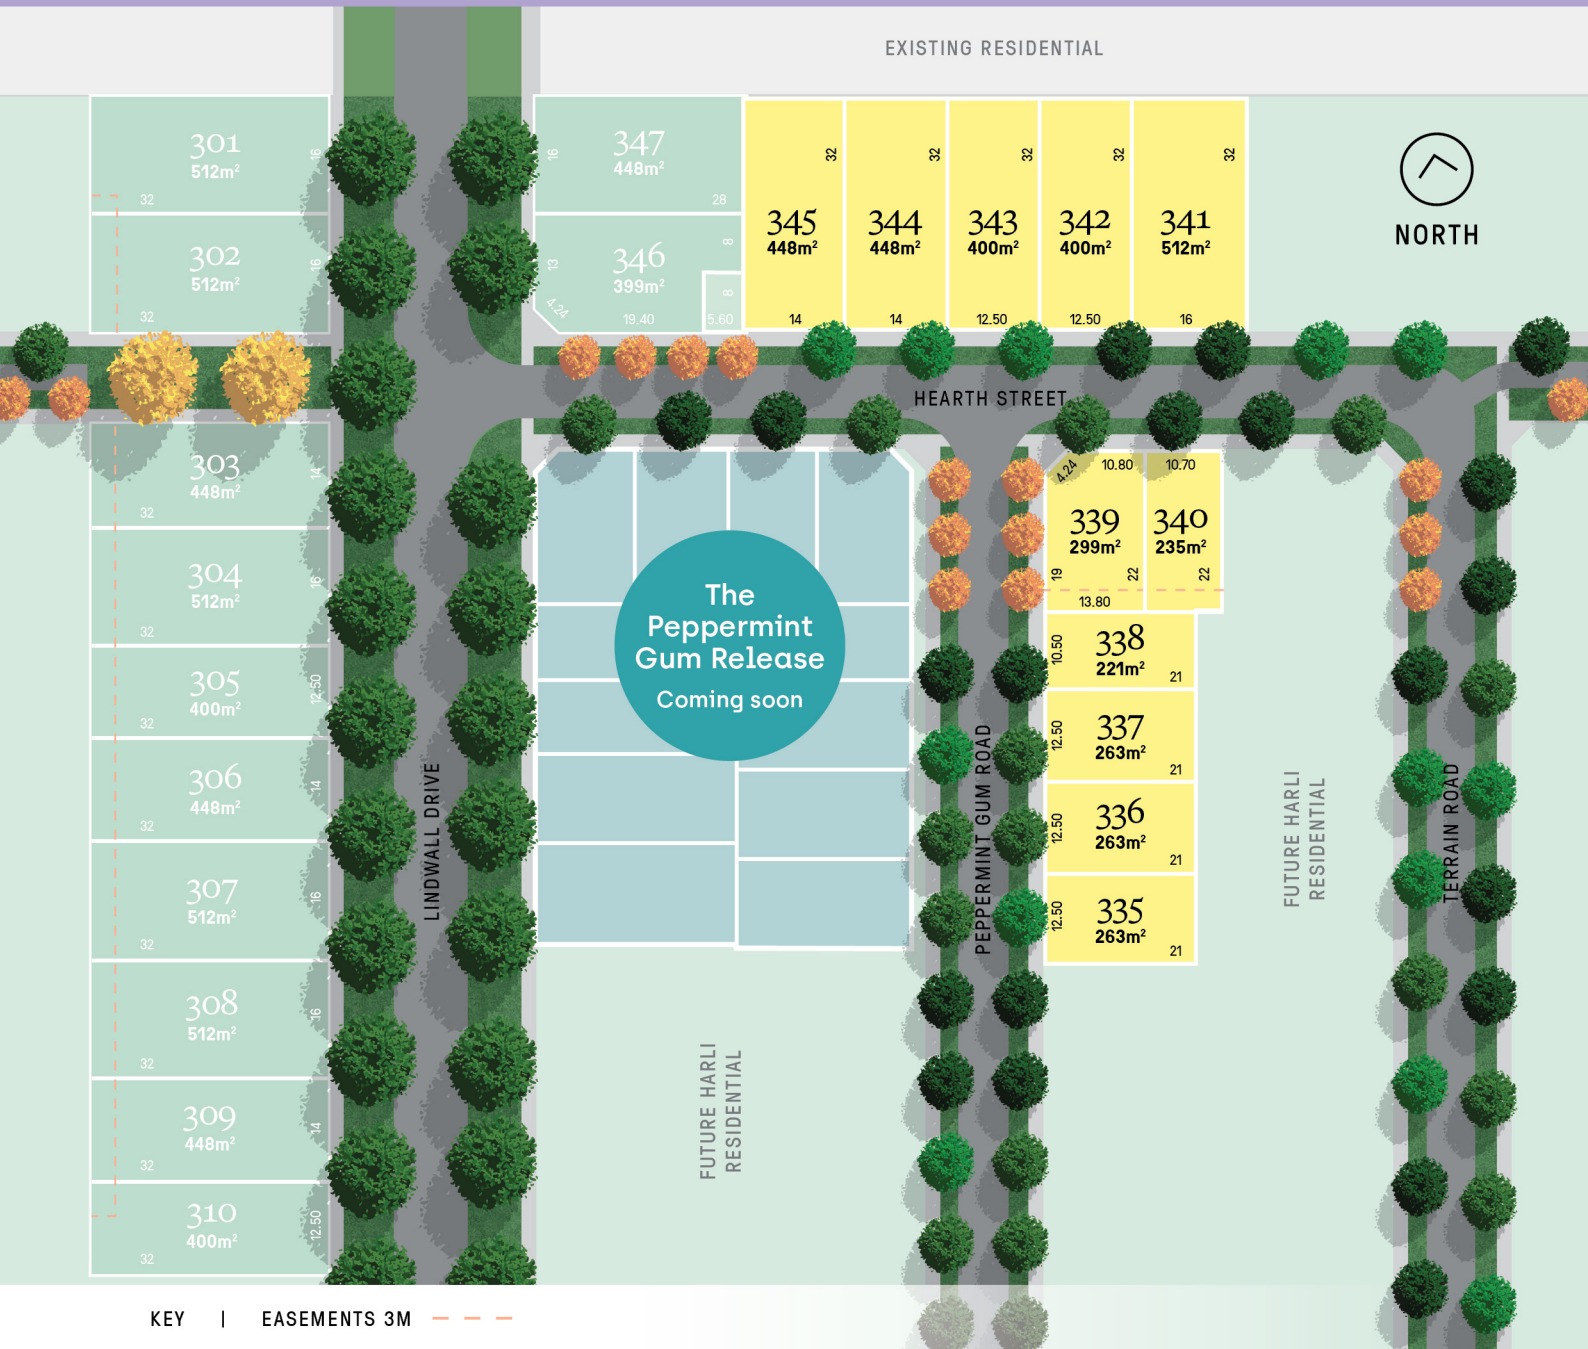 EXISTING RESIDENTIAL
301
512m²
16
32
302
512m²
16
32
347
448m²
16
28
346
399m²
13
8
8
4.24
19.40
5.60
345
448m²
32
14
344
448m²
32
14
343
400m²
32
12.50
342
400m²
32
12.50
341
512m²
32
16
NORTH
HEARTH STREET
303
448m²
14
32
304
512m²
16
32
305
400m²
12.50
32
306
448m²
14
32
307
512m²
16
32
308
512m²
16
32
309
448m²
14
32
310
400m²
12.50
32
LINDWALL DRIVE
The
Peppermint
Gum Release
Coming soon
PEPPERMINT GUM ROAD
4.24
10.80
339
299m²
19
22
13.80
10.70
340
235m²
22
338
221m²
10.50
21
337
263m²
12.50
21
336
263m²
12.50
21
335
263m²
12.50
21
FUTURE HARLI
RESIDENTIAL
TERRAIN ROAD
FUTURE HARLI
RESIDENTIAL
KEY | EASEMENTS 3M